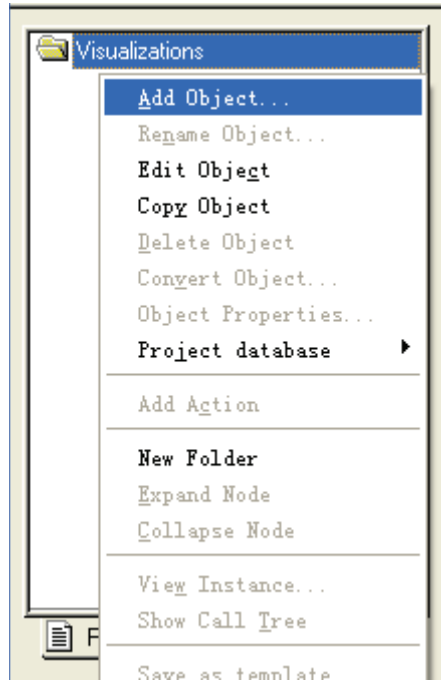 Visualizations
Add Object...
Rename Object...
Edit Object
Copy Object
Delete Object
Convert Object...
Object Properties...
Project database
Add Action
New Folder
Expand Node
Collapse Node
View Instance...
Show Call Tree
Save as template